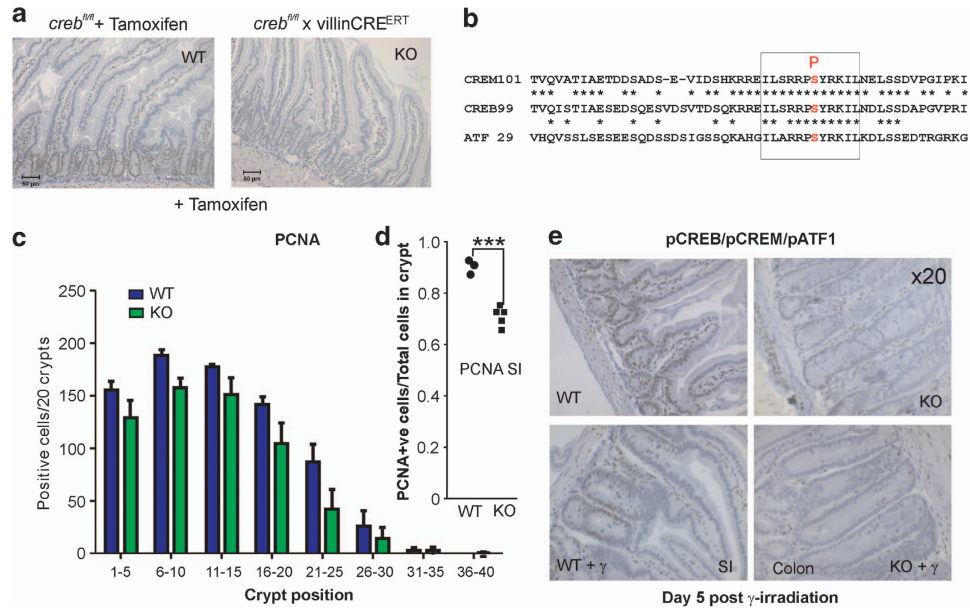 a
creb^fl/fl + Tamoxifen
creb^fl/fl x villinCRE^ERT
WT
KO
50 µm
50 µm
+ Tamoxifen
b
P
CREM101 TVQVATIAETDDSADS-E-VIDSHKRREILSRRPSYRKILNELSSDVPGIPKI
CREB99 TVQISTIAESEDSQESVDSVTDSQKRREILSRRPSYRKILNDLSSDAPGVPRI
ATF 29 VHQVSSLSESEESQDSSDSIGSSQKAHGILARRPSYRKILKDLSSEDTRGRKG
c
PCNA
Positive cells/20 crypts
250
200
150
100
50
0
WT
KO
1-5 6-10 11-15 16-20 21-25 26-30 31-35 36-40
Crypt position
d
PCNA+ve cells/Total cells in crypt
1.0
0.8
0.6
0.4
0.2
0
***
PCNA SI
WT KO
e
pCREB/pCREM/pATF1
x20
WT
KO
WT + γ
SI
Colon
KO + γ
Day 5 post γ-irradiation